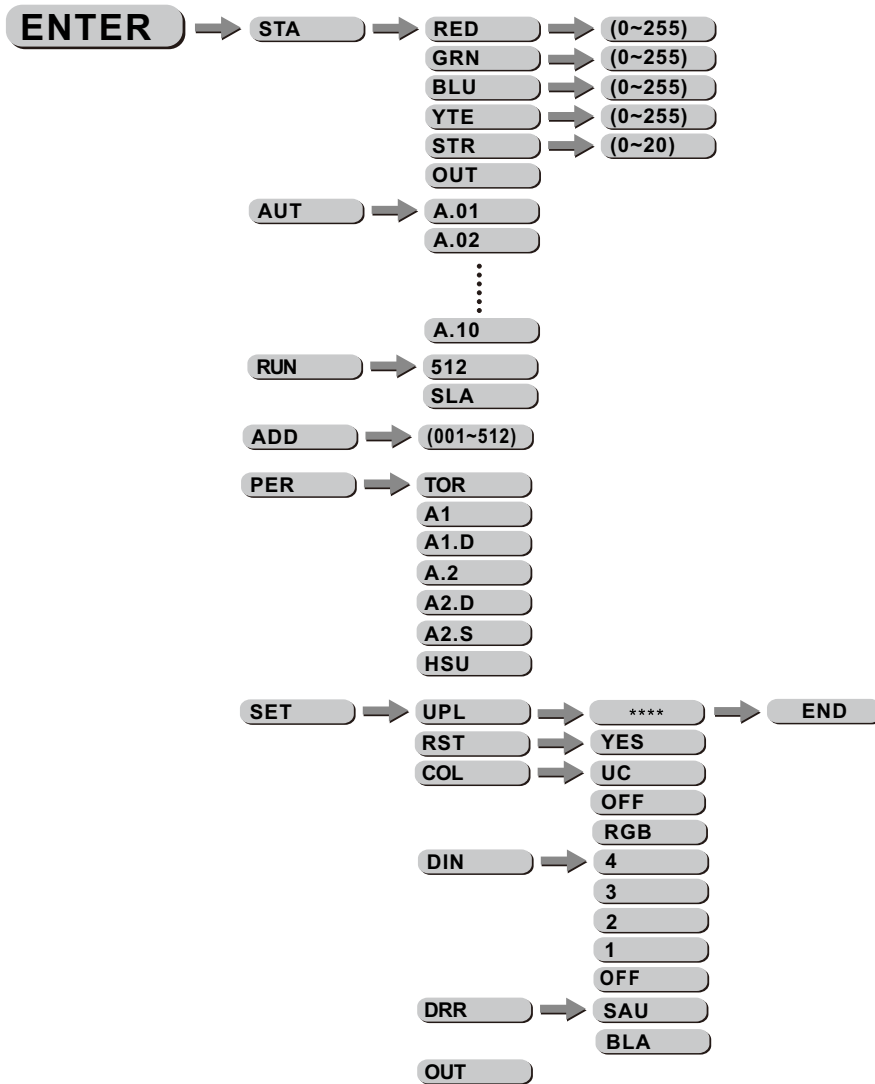 ENTER STA RED (0~255)
GRN (0~255)
BLU (0~255)
YTE (0~255)
STR (0~20)
OUT
AUT A.01
A.02
A.10
RUN 512
SLA
ADD (001~512)
PER TOR
A1
A1.D
A.2
A2.D
A2.S
HSU
SET UPL **** END
RST YES
COL UC
OFF
RGB
DIN 4
3
2
1
OFF
DRR SAU
BLA
OUT